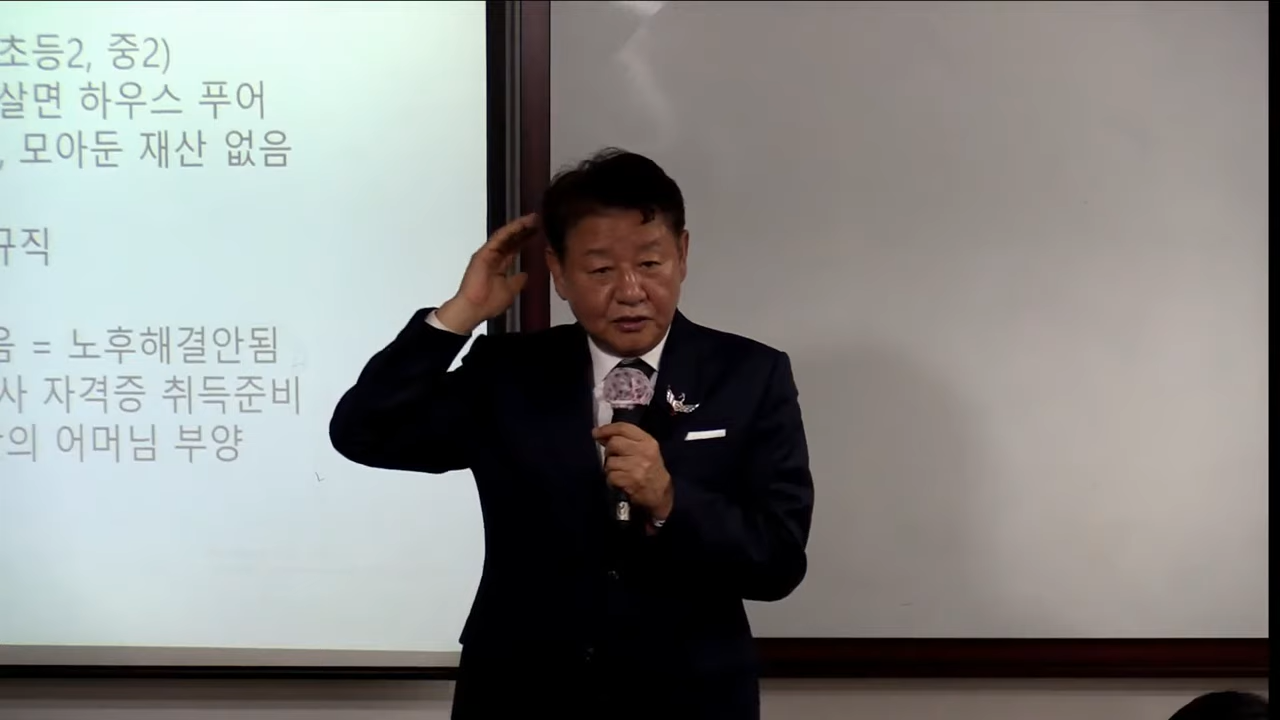 초등2, 중2)
살면 하우스 푸어
, 모아둔 재산 없음
규직
음 = 노후해결안됨
사 자격증 취득준비
의 어머님 부양